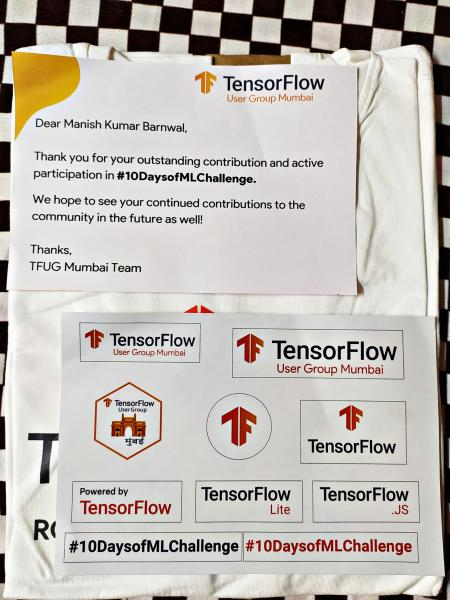 TensorFlow
User Group Mumbai
Dear Manish Kumar Barnwal,
Thank you for your outstanding contribution and active
participation in #10DaysofMLChallenge.
We hope to see your continued contributions to the
community in the future as well!
Thanks,
TFUG Mumbai Team
TensorFlow
User Group Mumbai
TensorFlow
User Group Mumbai
TensorFlow
User Group
मुंबई
TensorFlow
Powered by
TensorFlow
TensorFlow
Lite
TensorFlow
.JS
#10DaysofMLChallenge
#10DaysofMLChallenge